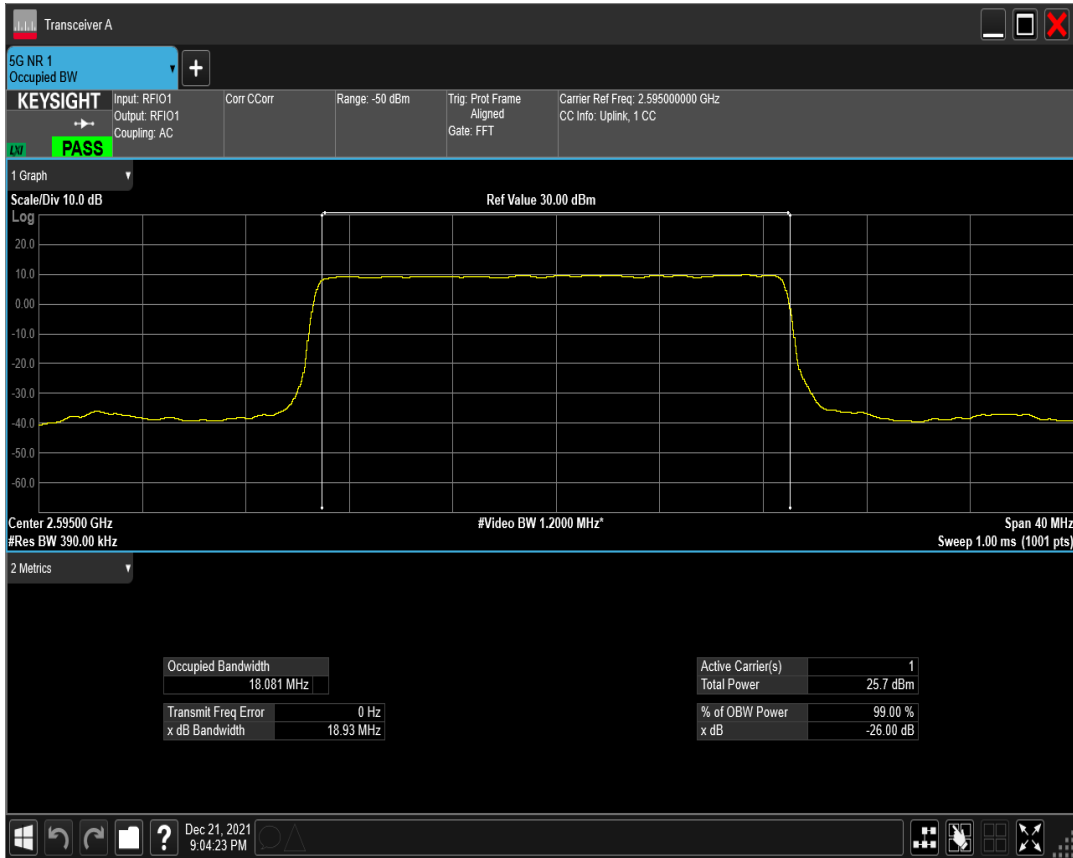 Transceiver A
5G NR 1
Occupied BW
KEYSIGHT
LXI
PASS
Input: RFIO1
Output: RFIO1
Coupling: AC
Corr CCorr
Range: -50 dBm
Trig: Prot Frame
Aligned
Gate: FFT
Carrier Ref Freq: 2.595000000 GHz
CC Info: Uplink, 1 CC
1 Graph
Scale/Div 10.0 dB
Ref Value 30.00 dBm
Log
20.0
10.0
0.00
-10.0
-20.0
-30.0
-40.0
-50.0
-60.0
Center 2.59500 GHz
#Video BW 1.2000 MHz*
Span 40 MHz
#Res BW 390.00 kHz
Sweep 1.00 ms (1001 pts)
2 Metrics
Occupied Bandwidth
18.081 MHz
Transmit Freq Error 0 Hz
x dB Bandwidth 18.93 MHz
Active Carrier(s) 1
Total Power 25.7 dBm
% of OBW Power 99.00 %
x dB -26.00 dB
?
Dec 21, 2021
9:04:23 PM